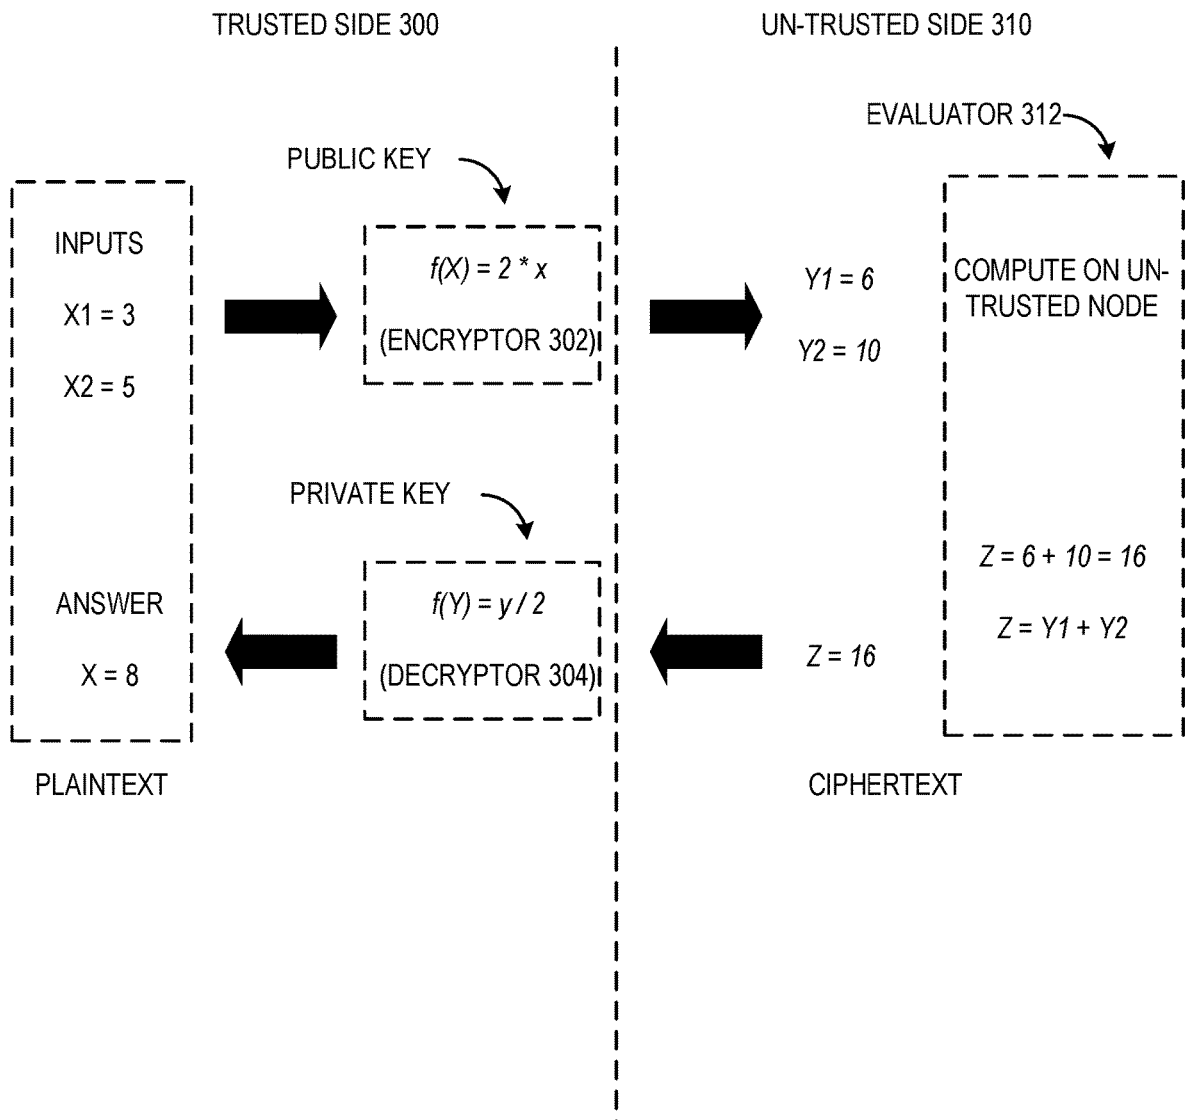 TRUSTED SIDE 300
UN-TRUSTED SIDE 310
EVALUATOR 312
PUBLIC KEY
INPUTS
X1 = 3
X2 = 5
f(X) = 2 * x
(ENCRYPTOR 302)
Y1 = 6
Y2 = 10
COMPUTE ON UN-
TRUSTED NODE
PRIVATE KEY
ANSWER
X = 8
f(Y) = y / 2
(DECRYPTOR 304)
Z = 16
Z = 6 + 10 = 16
Z = Y1 + Y2
PLAINTEXT
CIPHERTEXT